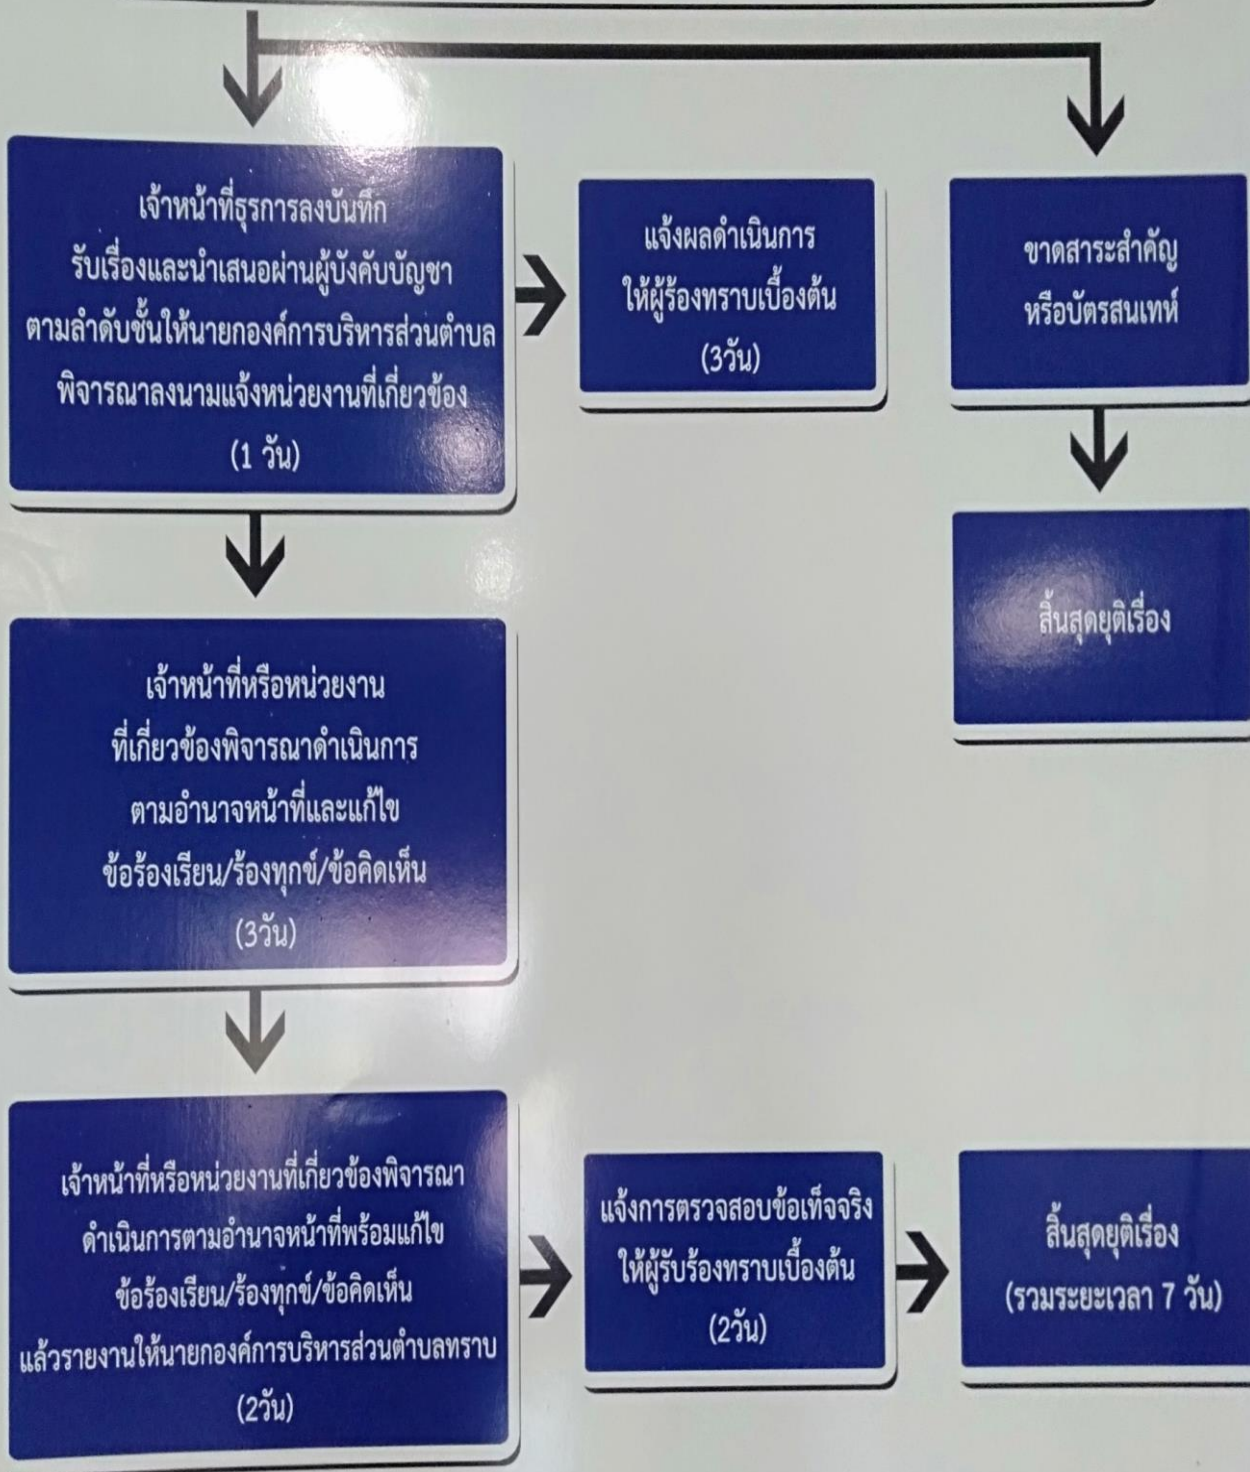 เจ้าหน้าที่ธุรการลงบันทึก
รับเรื่องและนำเสนอผ่านผู้บังคับบัญชา
ตามลำดับชั้นให้นายกองค์การบริหารส่วนตำบล
พิจารณาลงนามแจ้งหน่วยงานที่เกี่ยวข้อง
(1 วัน)
แจ้งผลดำเนินการ
ให้ผู้ร้องทราบเบื้องต้น
(3วัน)
ขาดสาระสำคัญ
หรือบัตรสนเทห์
สิ้นสุดยุติเรื่อง
เจ้าหน้าที่หรือหน่วยงาน
ที่เกี่ยวข้องพิจารณาดำเนินการ
ตามอำนาจหน้าที่และแก้ไข
ข้อร้องเรียน/ร้องทุกข์/ข้อคิดเห็น
(3วัน)
เจ้าหน้าที่หรือหน่วยงานที่เกี่ยวข้องพิจารณา
ดำเนินการตามอำนาจหน้าที่พร้อมแก้ไข
ข้อร้องเรียน/ร้องทุกข์/ข้อคิดเห็น
แล้วรายงานให้นายกองค์การบริหารส่วนตำบลทราบ
(2วัน)
แจ้งการตรวจสอบข้อเท็จจริง
ให้ผู้รับร้องทราบเบื้องต้น
(2วัน)
สิ้นสุดยุติเรื่อง
(รวมระยะเวลา 7 วัน)